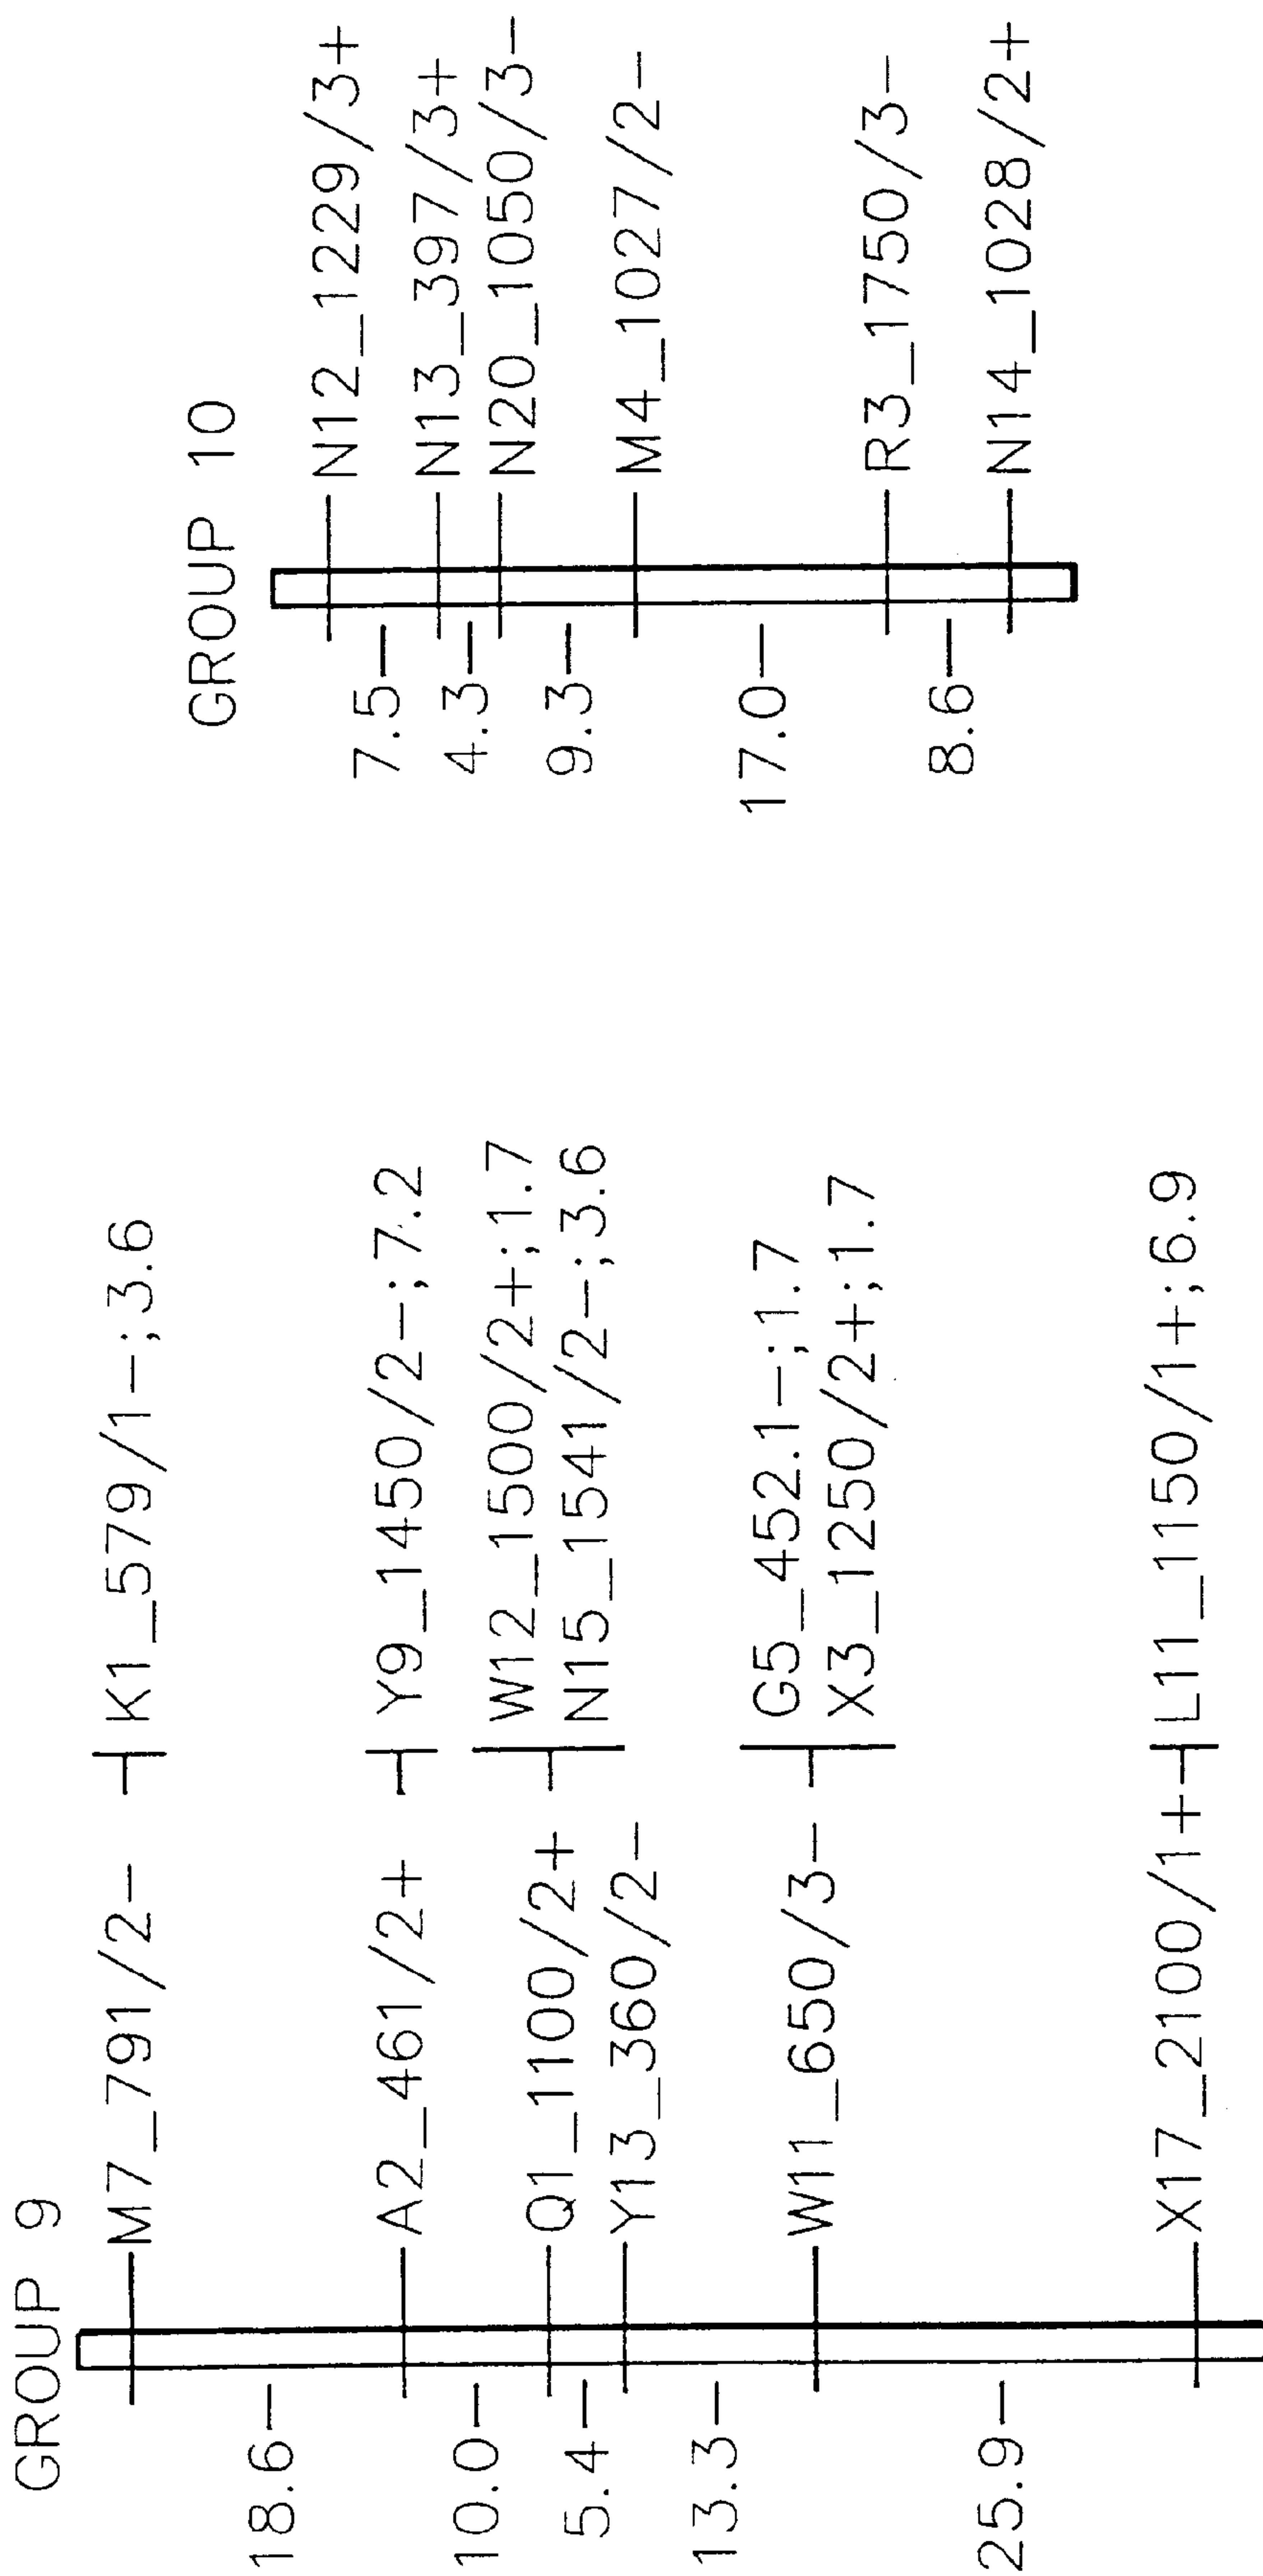 GROUP 9
M7_791/2- K1_579/1-;3.6
18.6
A2_461/2+ Y9_1450/2-;7.2
10.0
W12_1500/2+;1.7
Q1_1100/2+
N15_1541/2-;3.6
5.4
Y13_360/2-
13.3
G5_452.1-;1.7
W11_650/3-
X3_1250/2+;1.7
25.9
X17_2100/1+ L11_1150/1+;6.9
GROUP 10
N12_1229/3+
7.5
N13_397/3+
4.3
N20_1050/3-
9.3
M4_1027/2-
17.0
R3_1750/3-
8.6
N14_1028/2+